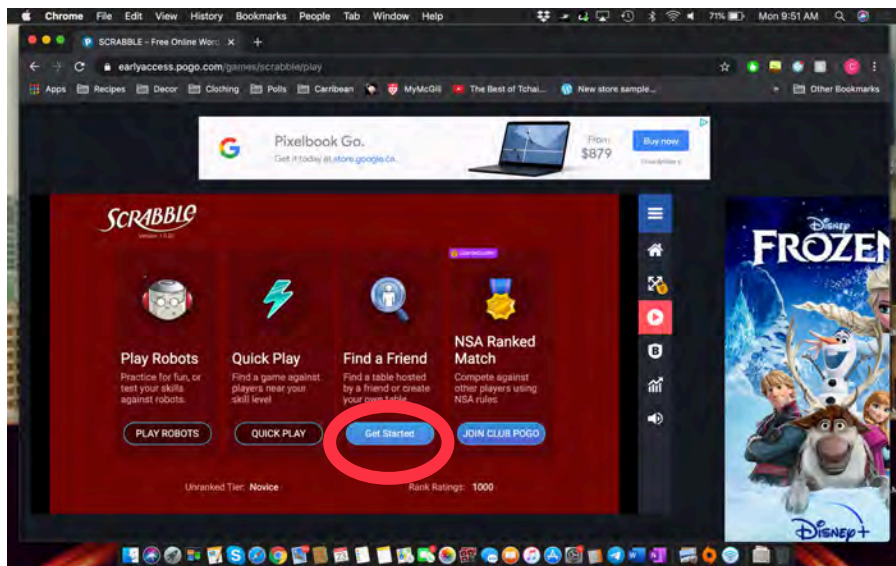 Chrome File Edit View History Bookmarks People Tab Window Help 71% Mon 9:51 AM
SCRABBLE - Free Online Word
earlyaccess.pogo.com/games/scrabble/play
Apps Recipes Decor Clothing Polls Carribean MyMcGill The Best of Tchai... New store sample... Other Bookmarks
Pixelbook Go.
Get it today at store.google.ca.
From
$879
Buy now
SCRABBLE
Play Robots
Practice for fun, or
test your skills
against robots.
PLAY ROBOTS
Quick Play
Find a game against
players near your
skill level
QUICK PLAY
Find a Friend
Find a table hosted
by a friend or create
your own table
Get Started
NSA Ranked
Match
Compete against
other players using
NSA rules
JOIN CLUB POGO
Unranked Tier: Novice
Rank Ratings: 1000
Disney
FROZEN
Disney+